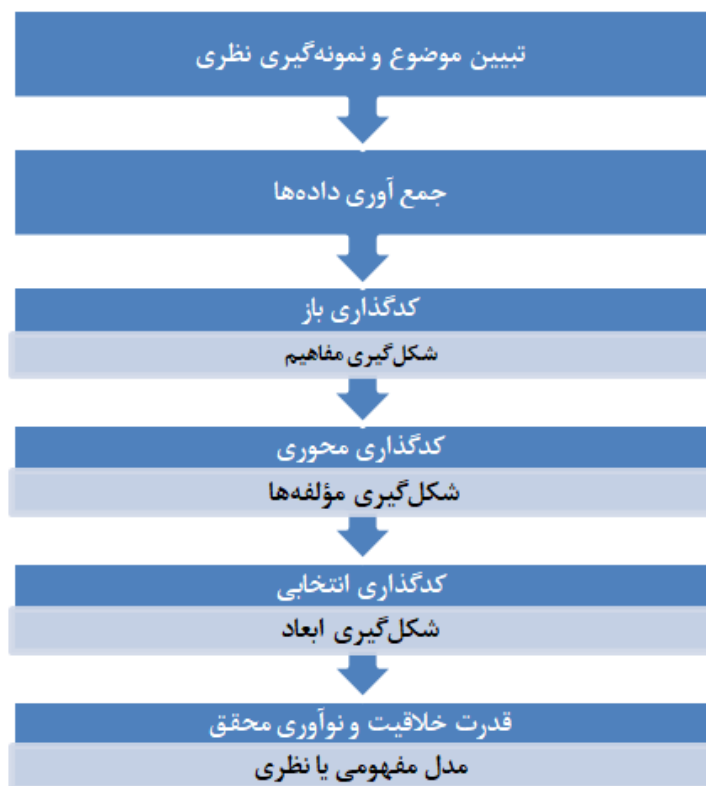 تبیین موضوع و نمونه‌گیری نظری
جمع آوری داده‌ها
کدگذاری باز
شکل‌گیری مفاهیم
کدگذاری محوری
شکل‌گیری مؤلفه‌ها
کدگذاری انتخابی
شکل‌گیری ابعاد
قدرت خلاقیت و نوآوری محقق
مدل مفهومی یا نظری